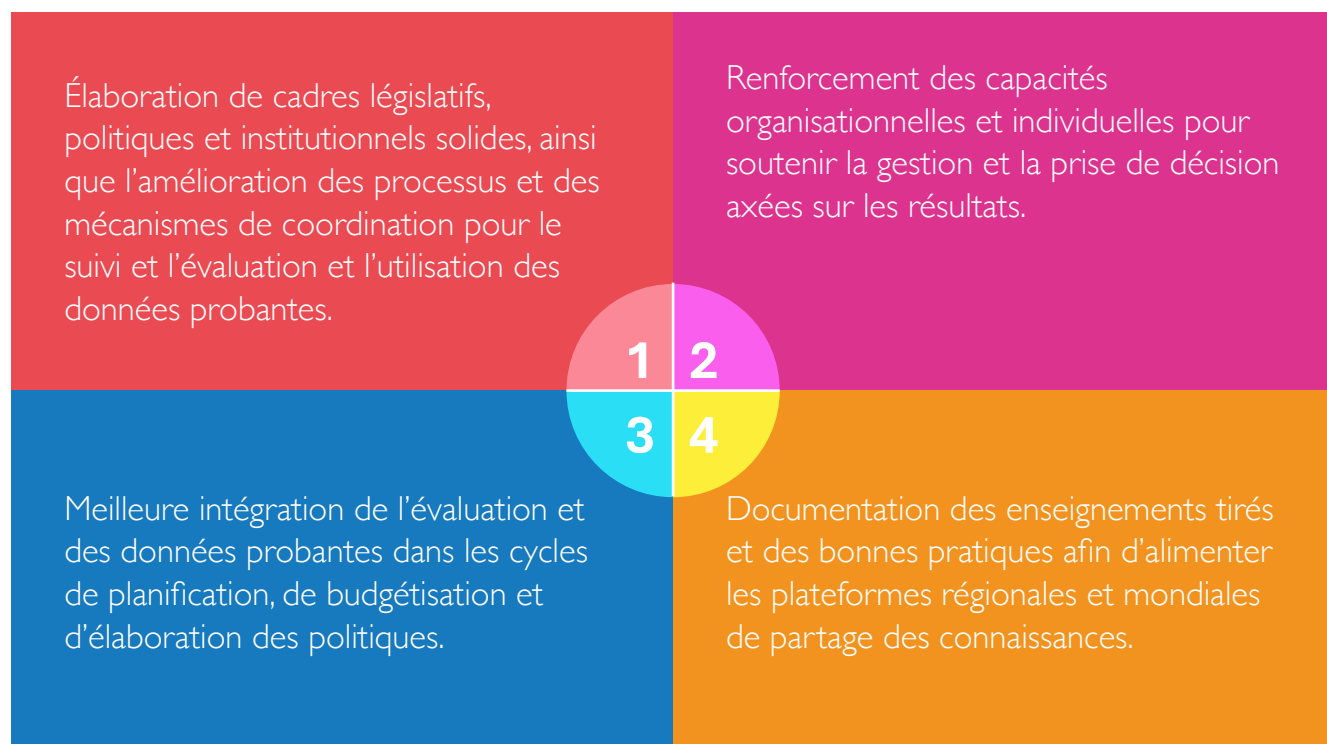 Élaboration de cadres législatifs,
politiques et institutionnels solides, ainsi
que l’amélioration des processus et des
mécanismes de coordination pour le
suivi et l’évaluation et l’utilisation des
données probantes.
Renforcement des capacités
organisationnelles et individuelles pour
soutenir la gestion et la prise de décision
axées sur les résultats.
1
2
3
4
Meilleure intégration de l’évaluation et
des données probantes dans les cycles
de planification, de budgétisation et
d’élaboration des politiques.
Documentation des enseignements tirés
et des bonnes pratiques afin d’alimenter
les plateformes régionales et mondiales
de partage des connaissances.